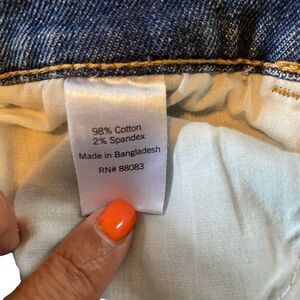 98% Cotton
2% Spandex
Made in Bangladesh
RN# 88083